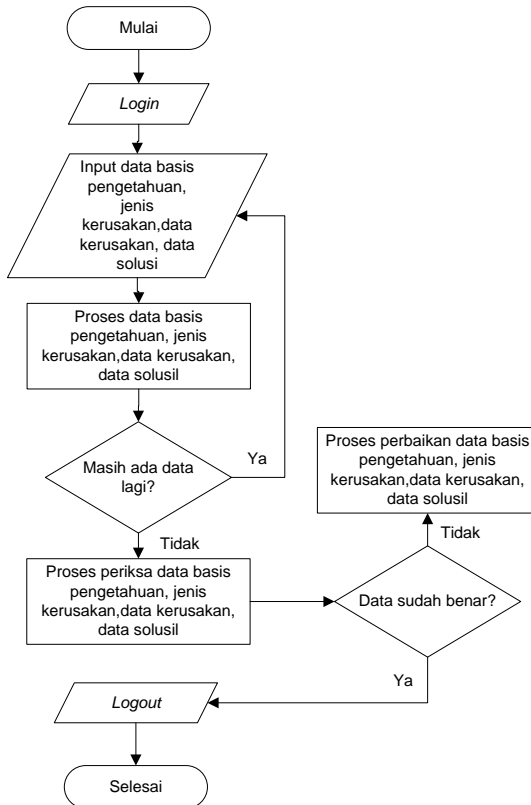 Mulai
Login
Input data basis
pengetahuan,
jenis
kerusakan,data
kerusakan, data
solusi
Proses data basis
pengetahuan, jenis
kerusakan,data kerusakan,
data solusil
Masih ada data
lagi?
Ya
Tidak
Proses periksa data basis
pengetahuan, jenis
kerusakan,data kerusakan,
data solusil
Data sudah benar?
Tidak
Proses perbaikan data basis
pengetahuan, jenis
kerusakan,data kerusakan,
data solusil
Ya
Logout
Selesai